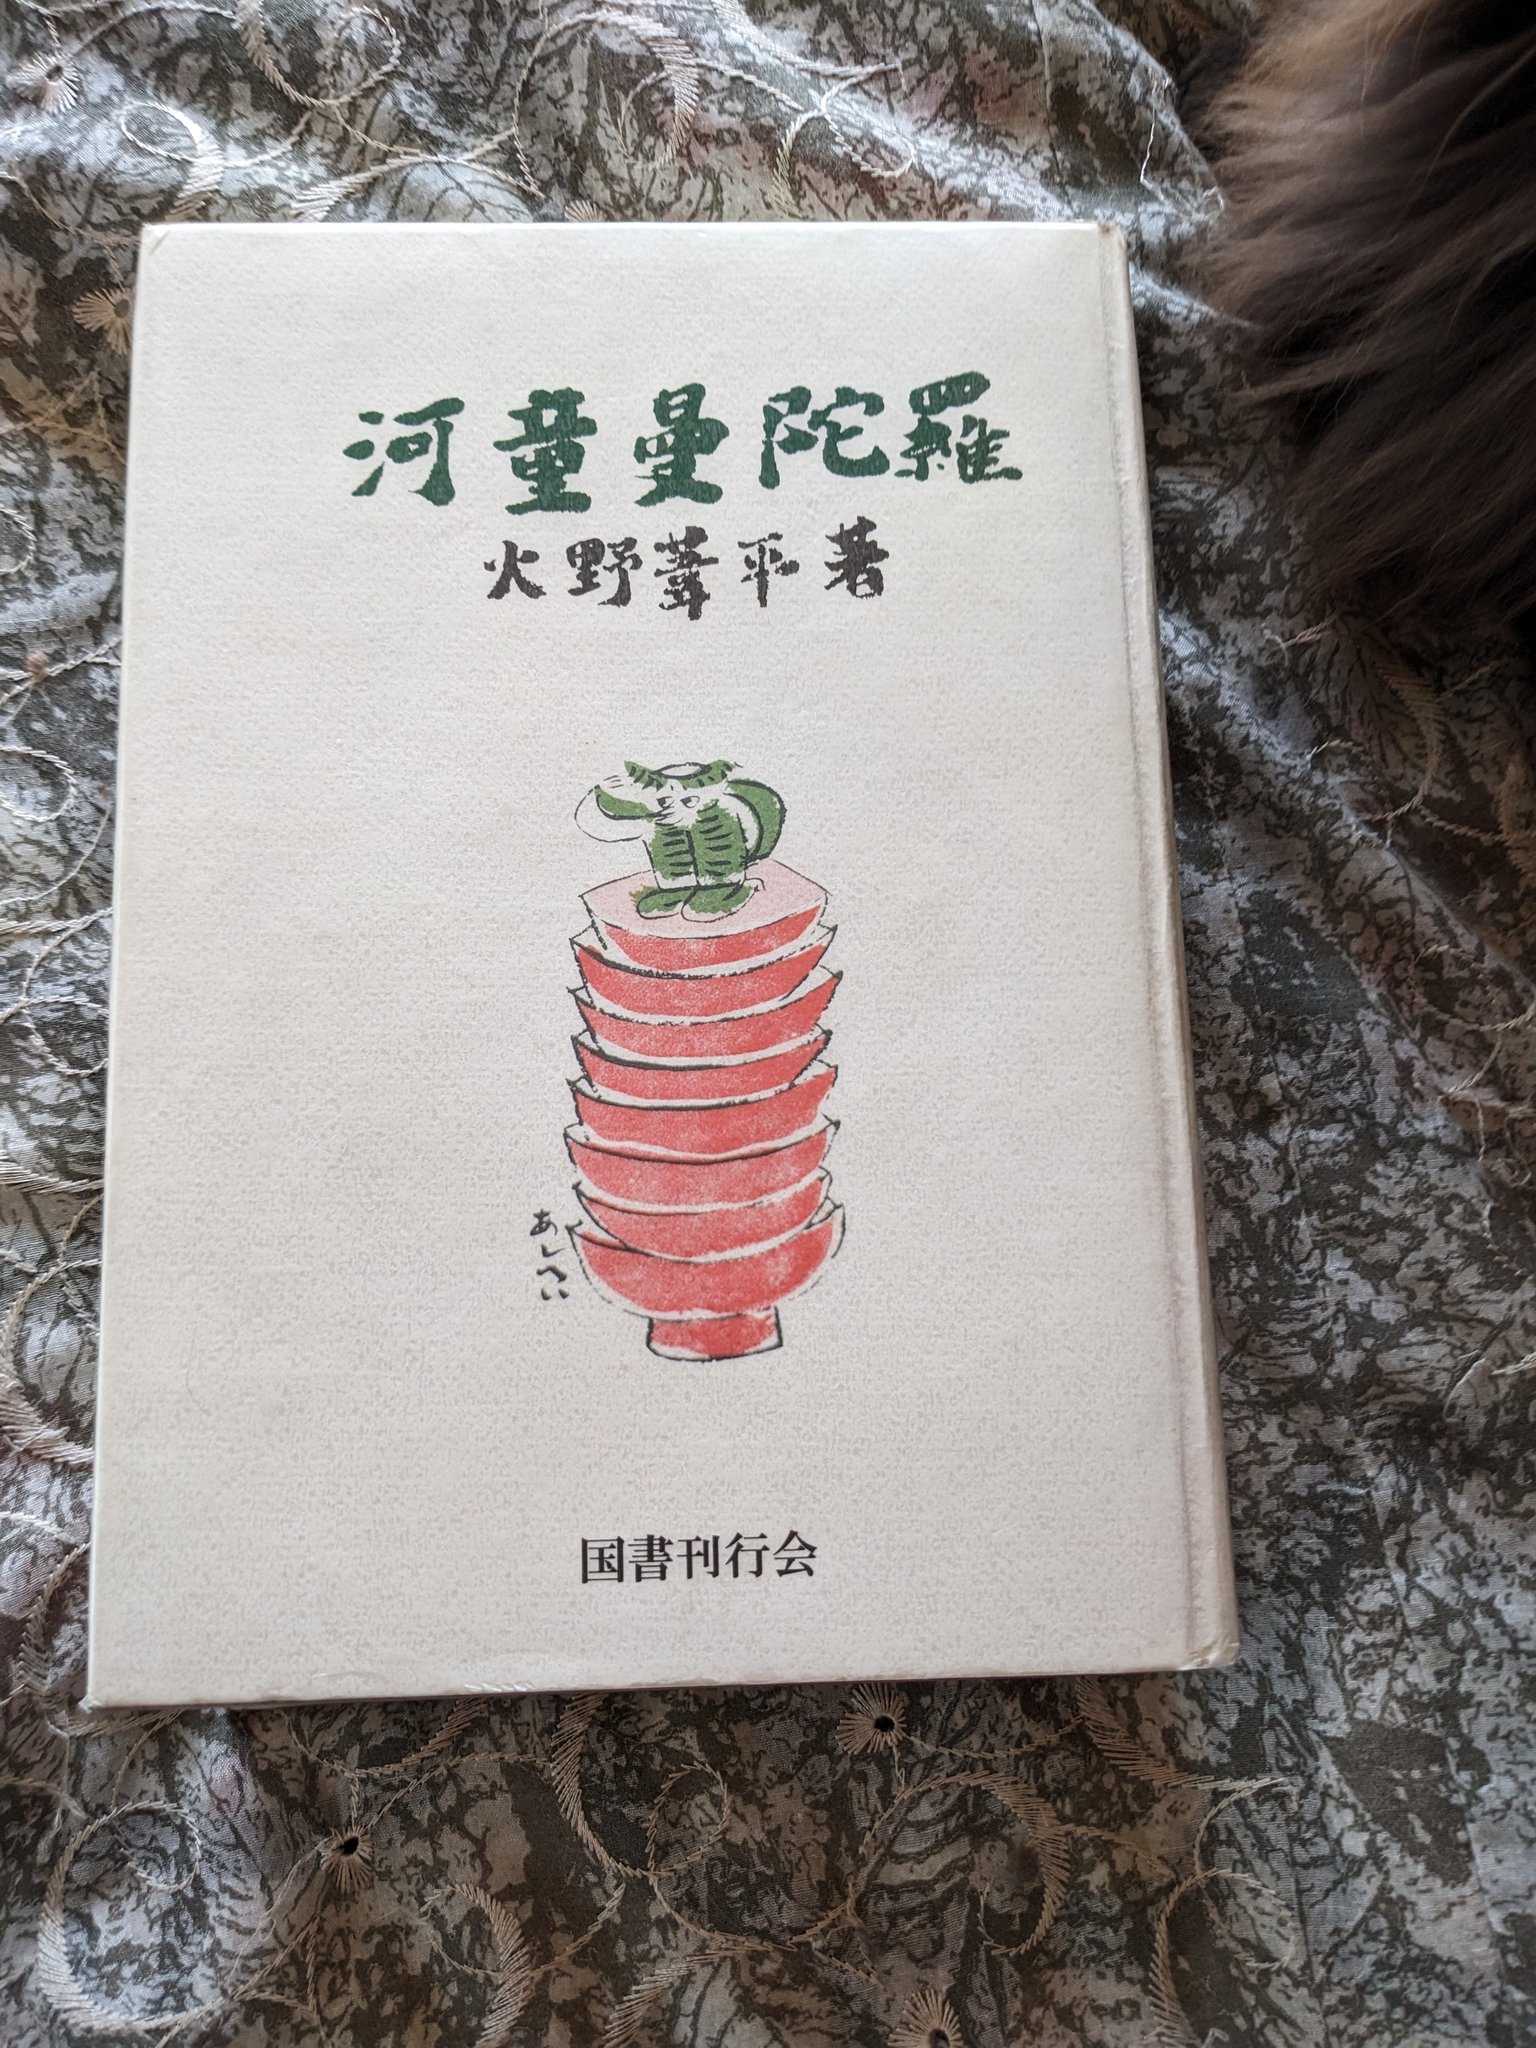 河童曼陀羅
火野葦平著
あしへい
国書刊行会